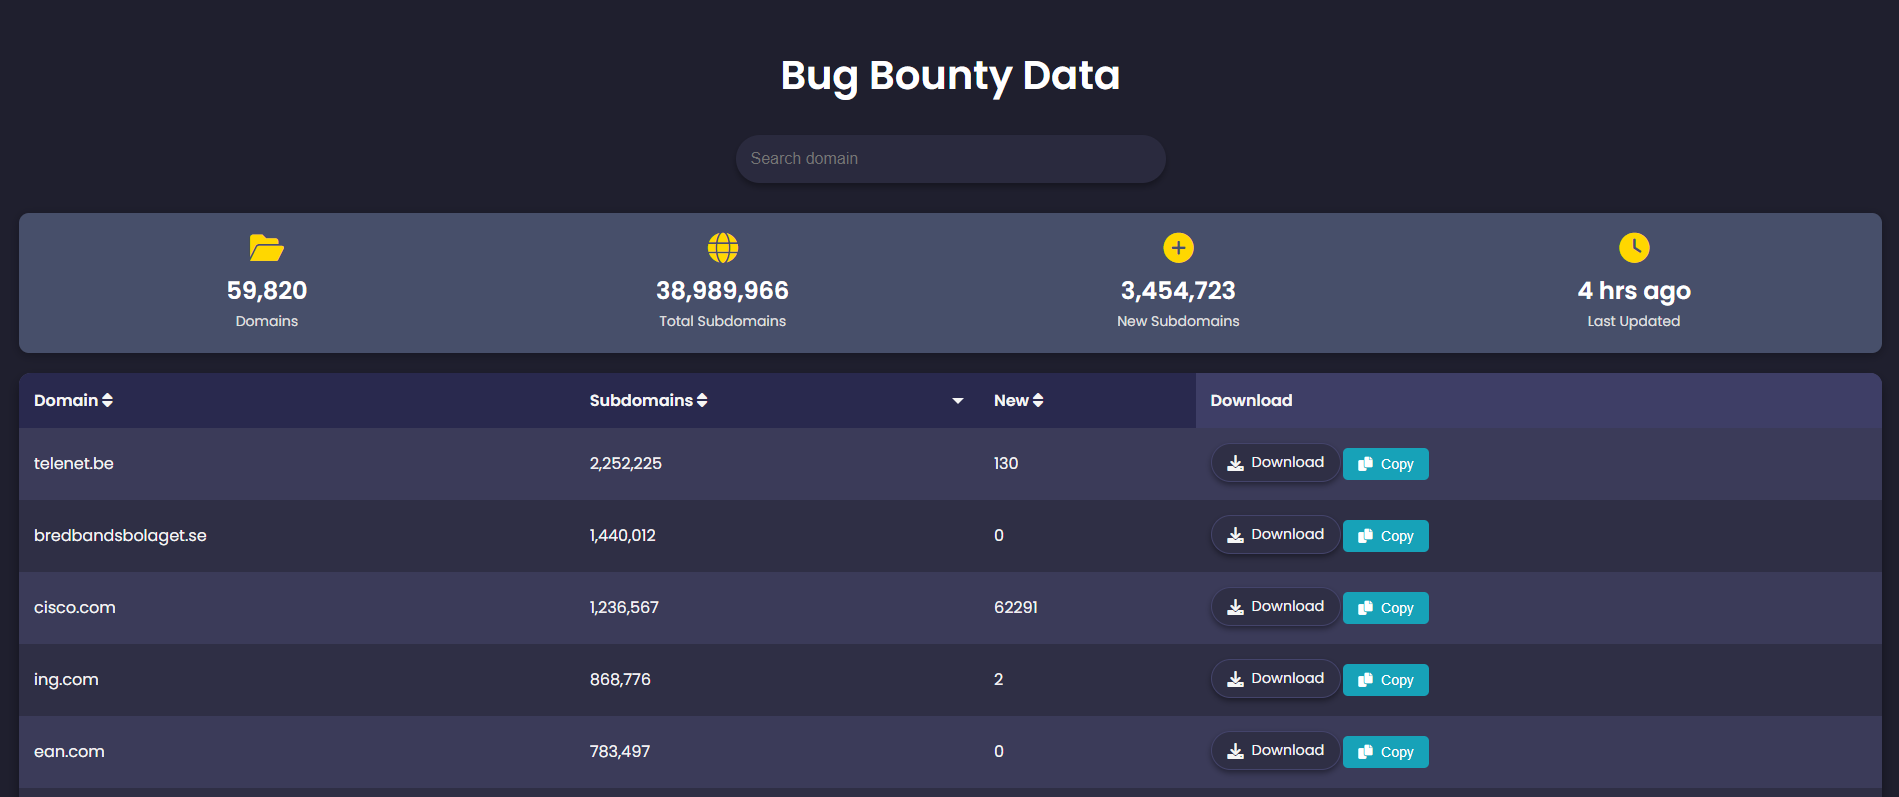 Bug Bounty Data
Search domain
59,820 38,989,966 3,454,723 4 hrs ago
Domains Total Subdomains New Subdomains Last Updated
Domain Subdomains New Download
telenet.be 2,252,225 130 Download Copy
bredbandsbolaget.se 1,440,012 0 Download Copy
cisco.com 1,236,567 62291 Download Copy
ing.com 868,776 2 Download Copy
ean.com 783,497 0 Download Copy